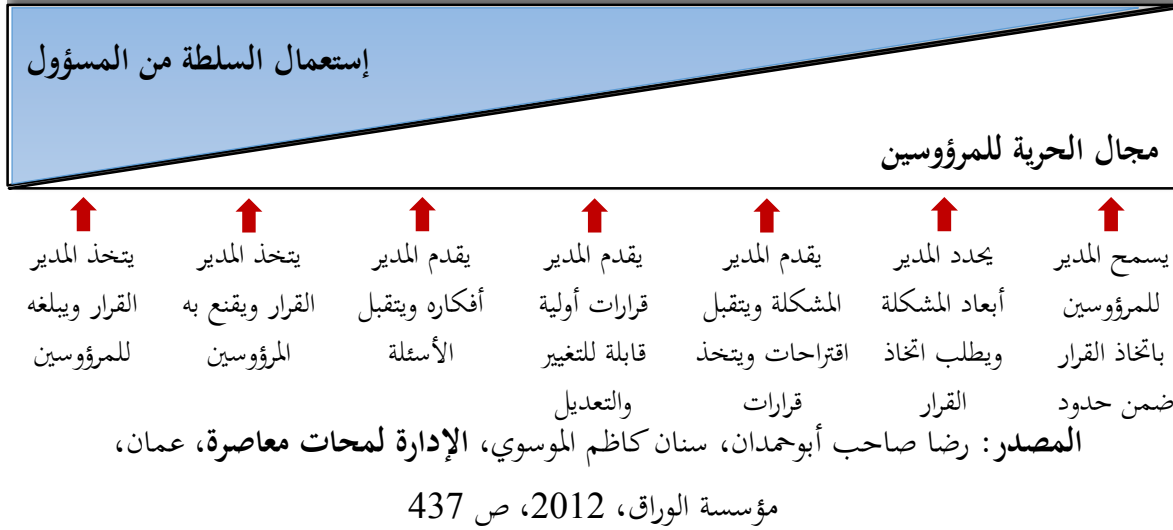 إستعمال السلطة من المسؤول
مجال الحرية للمرؤوسين
يسمح المدير
للمرؤوسين
باتخاذ القرار
ضمن حدود
يحدد المدير
أبعاد المشكلة
ويطلب اتخاذ
القرار
يقدم المدير
المشكلة ويتقبل
اقتراحات ويتخذ
قرارات
يقدم المدير
قرارات أولية
قابلة للتغيير
والتعديل
يقدم المدير
أفكاره ويتقبل
الأسئلة
يتخذ المدير
القرار ويقنع به
المرؤوسين
يتخذ المدير
القرار ويبلغه
للمرؤوسين
المصدر: رضا صاحب أبوحمدان، سنان كاظم الموسوي، الإدارة لمحات معاصرة، عمان،
مؤسسة الوراق، 2012، ص 437